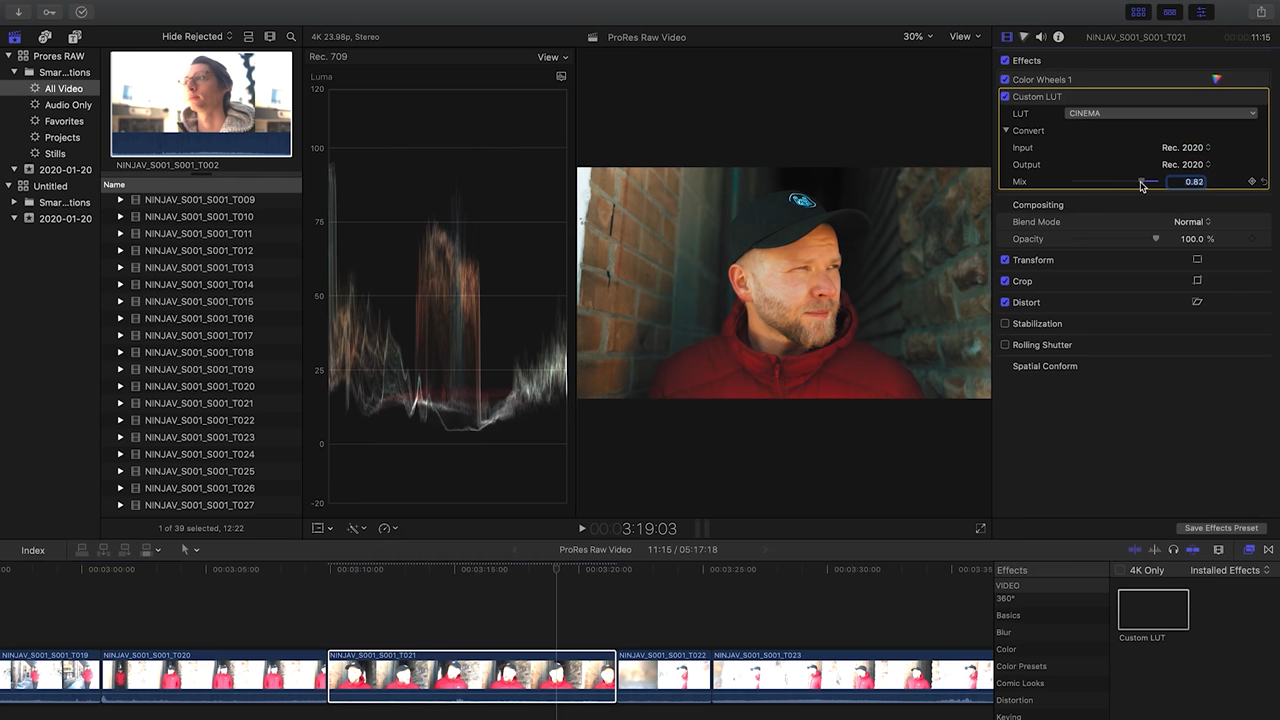 Hide Rejected
4K 23.98p, Stereo
ProRes Raw Video
30%
View
NINJAV_S001_S001_T021
11:15
Prores RAW
Smar...tions
All Video
Audio Only
Favorites
Projects
Stills
2020-01-20
Untitled
Smar...tions
2020-01-20
NINJAV_S001_S001_T002
Name
NINJAV_S001_S001_T009
NINJAV_S001_S001_T010
NINJAV_S001_S001_T011
NINJAV_S001_S001_T012
NINJAV_S001_S001_T013
NINJAV_S001_S001_T014
NINJAV_S001_S001_T015
NINJAV_S001_S001_T016
NINJAV_S001_S001_T017
NINJAV_S001_S001_T018
NINJAV_S001_S001_T019
NINJAV_S001_S001_T020
NINJAV_S001_S001_T021
NINJAV_S001_S001_T022
NINJAV_S001_S001_T023
NINJAV_S001_S001_T024
NINJAV_S001_S001_T025
NINJAV_S001_S001_T026
NINJAV_S001_S001_T027
1 of 39 selected, 12:22
Rec. 709
View
Luma
120
100
75
50
25
0
-20
00:03:19:03
Effects
Color Wheels 1
Custom LUT
LUT
CINEMA
Convert
Input
Rec. 2020
Output
Rec. 2020
Mix
0.82
Compositing
Blend Mode
Normal
Opacity
100.0 %
Transform
Crop
Distort
Stabilization
Rolling Shutter
Spatial Conform
Save Effects Preset
Index
ProRes Raw Video
11:15 / 05:17:18
:00
00:03:00:00
00:03:05:00
00:03:10:00
00:03:15:00
00:03:20:00
00:03:25:00
00:03:30:00
00:03:35
NINJAV_S001_S001_T019
NINJAV_S001_S001_T020
NINJAV_S001_S001_T021
NINJAV_S001_S001_T022
NINJAV_S001_S001_T023
Effects
4K Only
Installed Effects
VIDEO
360°
Basics
Blur
Color
Color Presets
Comic Looks
Distortion
Keying
Custom LUT